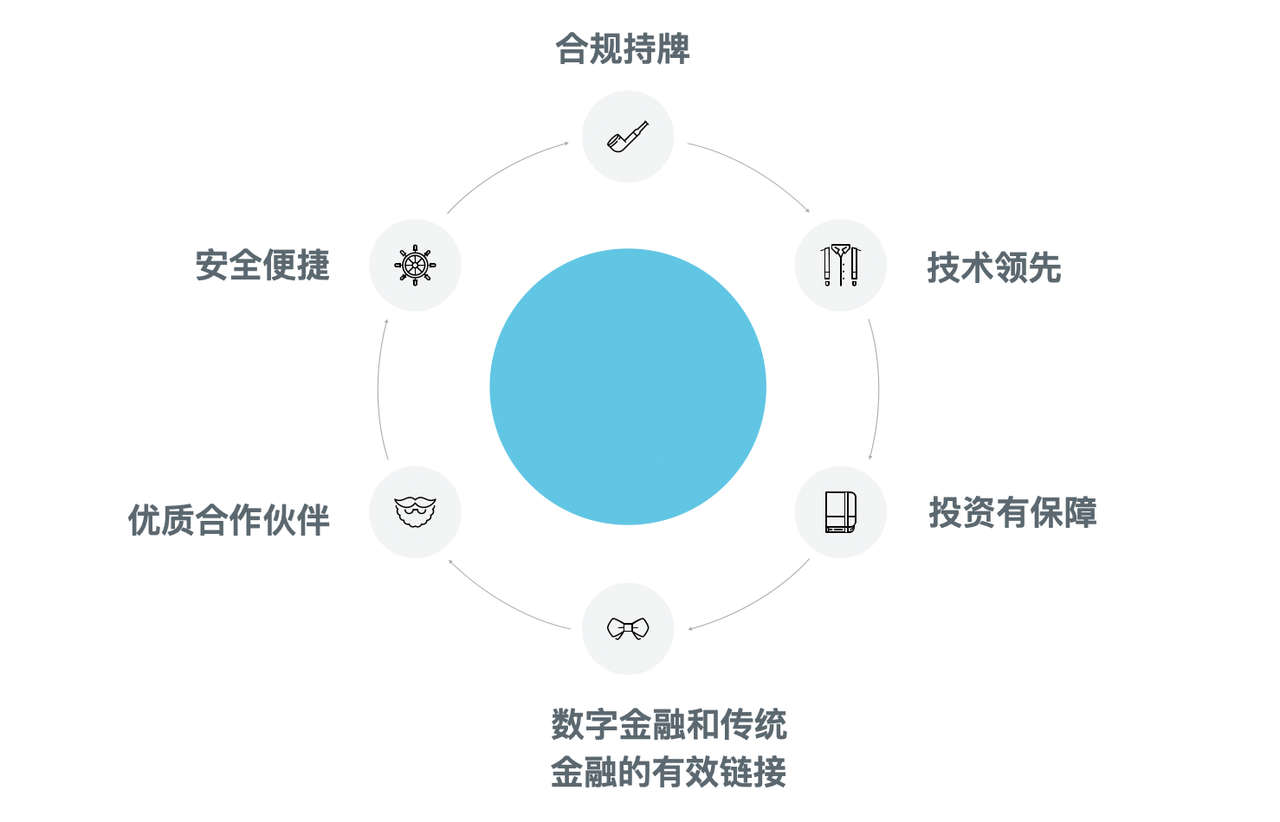 合规持牌
安全便捷
技术领先
优质合作伙伴
投资有保障
数字金融和传统
金融的有效链接